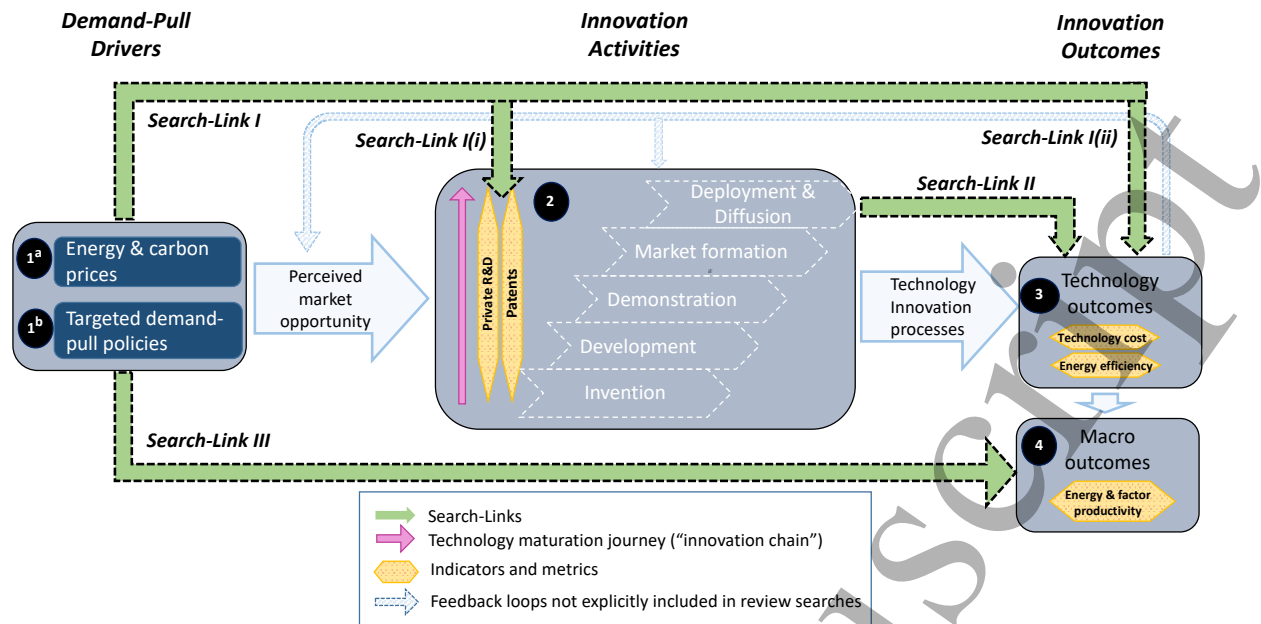 Demand-Pull
Drivers
Innovation
Activities
Innovation
Outcomes
Search-Link I
Search-Link I(i)
Search-Link I(ii)
Search-Link II
1a
Energy & carbon
prices
1b
Targeted demand-
pull policies
Perceived
market
opportunity
2
Private R&D
Patents
Deployment &
Diffusion
Market formation
Demonstration
Development
Invention
Technology
Innovation
processes
3
Technology
outcomes
Technology cost
Energy efficiency
Search-Link III
4
Macro
outcomes
Energy & factor
productivity
Search-Links
Technology maturation journey (“innovation chain”)
Indicators and metrics
Feedback loops not explicitly included in review searches